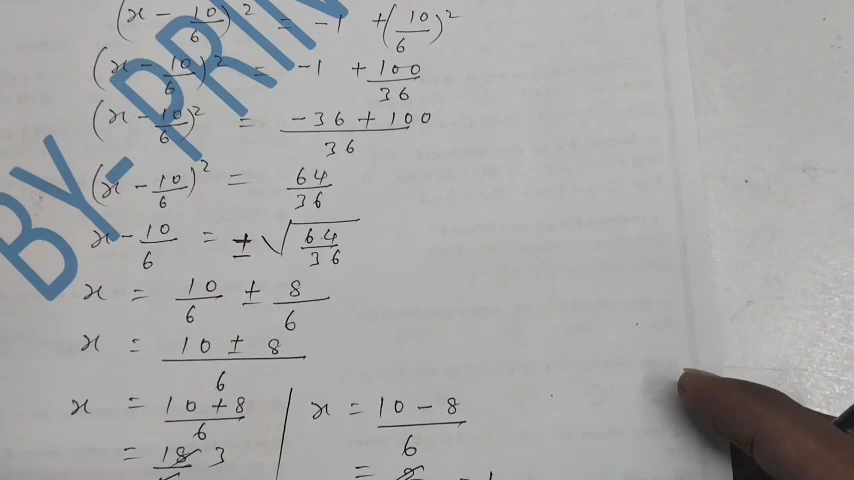 (x - 10/6)² = -1 + (10/6)²
(x - 10/6)² = -1 + 100/36
(x - 10/6)² = (-36 + 100)/36
(x - 10/6)² = 64/36
x - 10/6 = ± √(64/36)
x = 10/6 ± 8/6
x = (10 ± 8)/6
x = (10 + 8)/6 | x = (10 - 8)/6
= 18 3
BY- PRIN